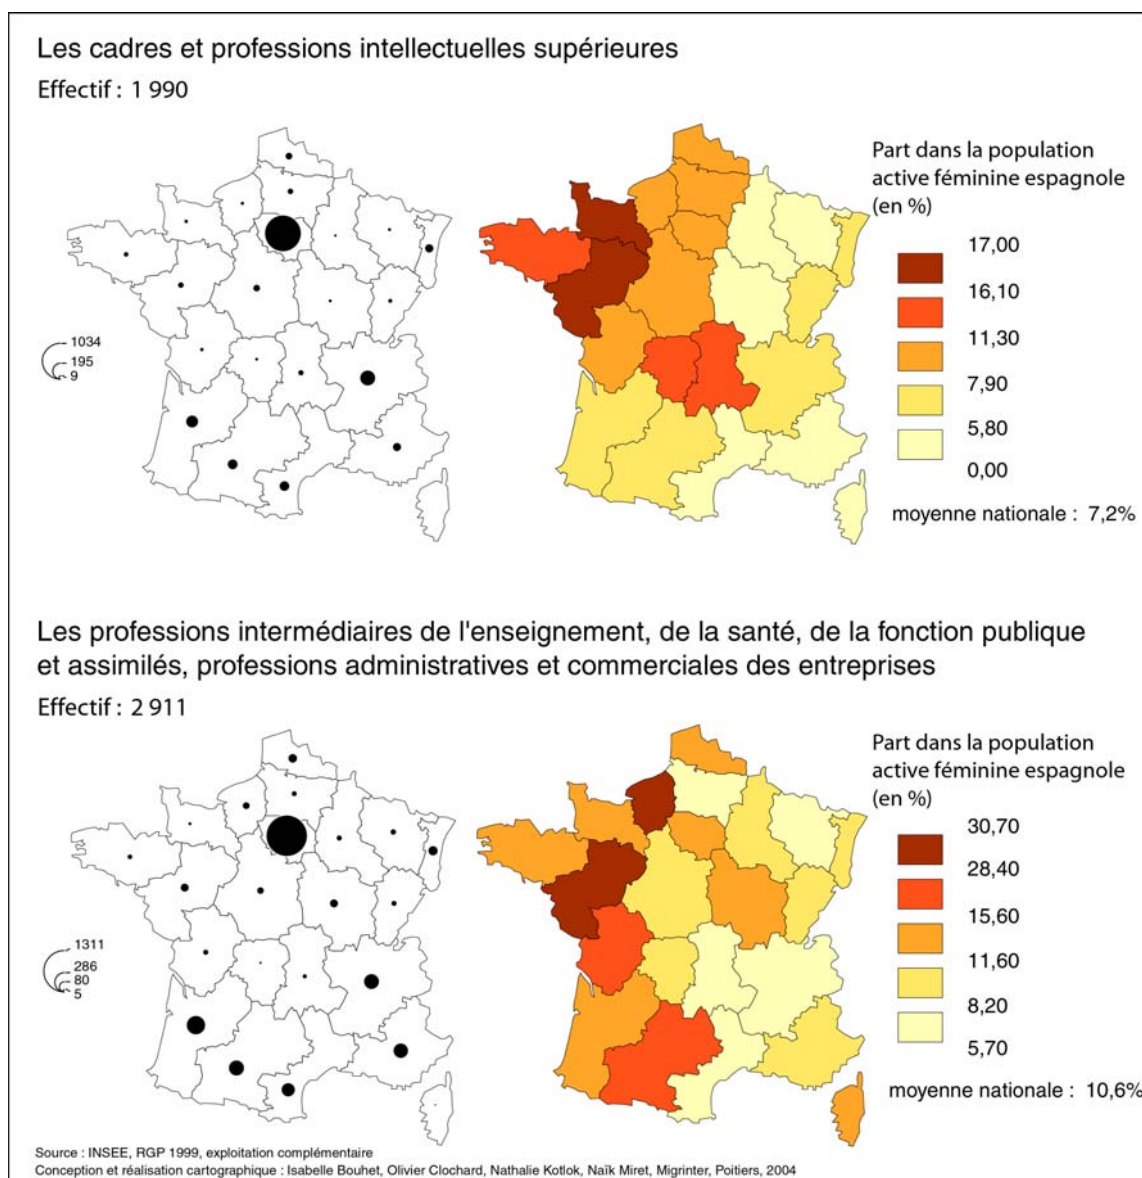 Les cadres et professions intellectuelles supérieures
Effectif : 1 990
Part dans la population
active féminine espagnole
(en %)
17,00
16,10
11,30
7,90
5,80
0,00
moyenne nationale : 7,2%
1034
195
9
Les professions intermédiaires de l'enseignement, de la santé, de la fonction publique
et assimilés, professions administratives et commerciales des entreprises
Effectif : 2 911
Part dans la population
active féminine espagnole
(en %)
30,70
28,40
15,60
11,60
8,20
5,70
moyenne nationale : 10,6%
1311
286
80
5
Source : INSEE, RGP 1999, exploitation complémentaire
Conception et réalisation cartographique : Isabelle Bouhet, Olivier Clochard, Nathalie Kotlok, Naïk Miret, Migrinter, Poitiers, 2004